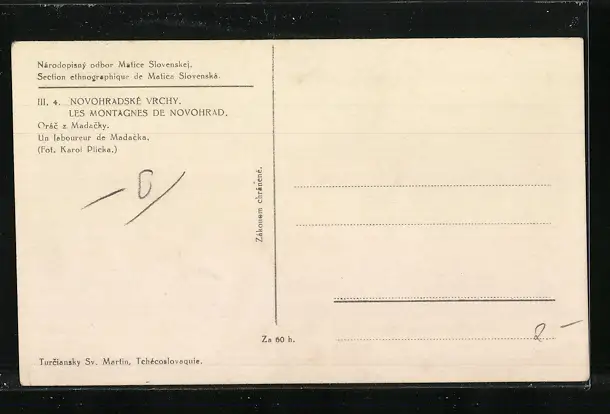 Národopisný odbor Matice Slovenskej.
Section ethnographique de Matica Slovenská.
III. 4. NOVOHRADSKÉ VRCHY.
LES MONTAGNES DE NOVOHRAD.
Oráč z Madačky.
Un laboureur de Madačka.
(Fot. Karol Plicka.)
Zákonom chránené.
Za 60 h.
2 —
Turčiansky Sv. Martin, Tchécoslovaquie.